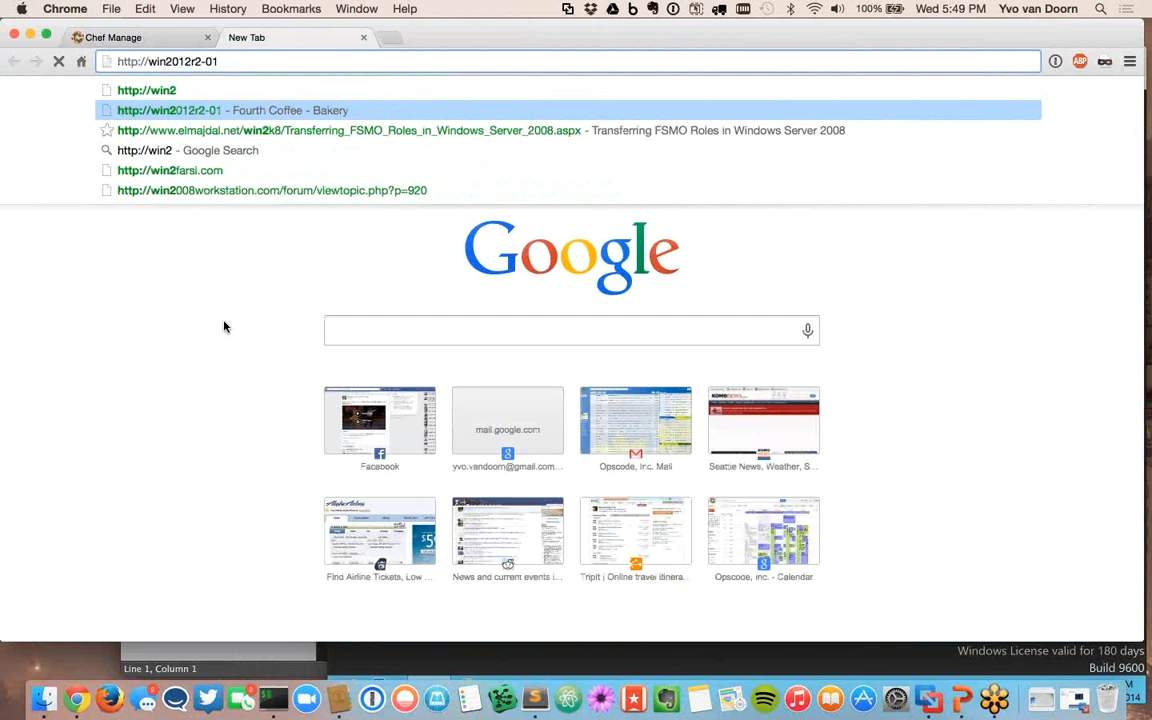 Chrome File Edit View History Bookmarks Window Help 100% Wed 5:49 PM Yvo van Doorn
Chef Manage New Tab
http://win2012r2-01
http://win2
http://win2012r2-01 - Fourth Coffee - Bakery
http://www.elmajdal.net/win2k8/Transferring_FSMO_Roles_in_Windows_Server_2008.aspx - Transferring FSMO Roles in Windows Server 2008
http://win2 - Google Search
http://win2farsi.com
http://win2008workstation.com/forum/viewtopic.php?p=920
Google
mail.google.com
Facebook yvo.vandoorn@gmail.com... Opscode, Inc. Mail Seattle News, Weather, S...
Find Airline Tickets, Low ... News and current events i... TripIt | Online travel itinera... Opscode, Inc. - Calendar
Windows License valid for 180 days
Line 1, Column 1 Build 9600